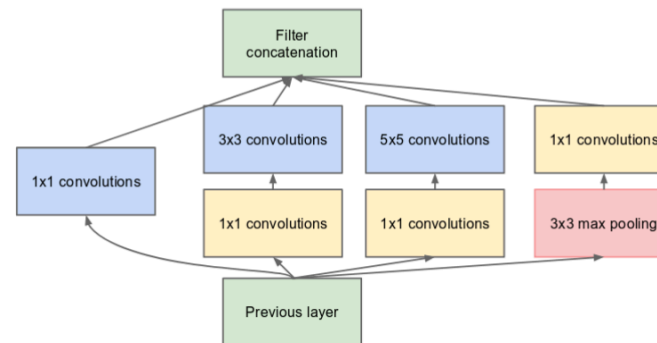 Filter
concatenation
3x3 convolutions
5x5 convolutions
1x1 convolutions
1x1 convolutions
1x1 convolutions
1x1 convolutions
3x3 max pooling
Previous layer